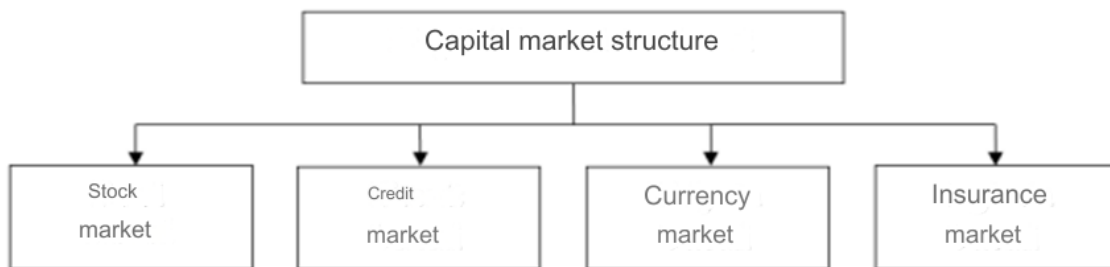 Capital market structure
Stock
market
Credit
market
Currency
market
Insurance
market